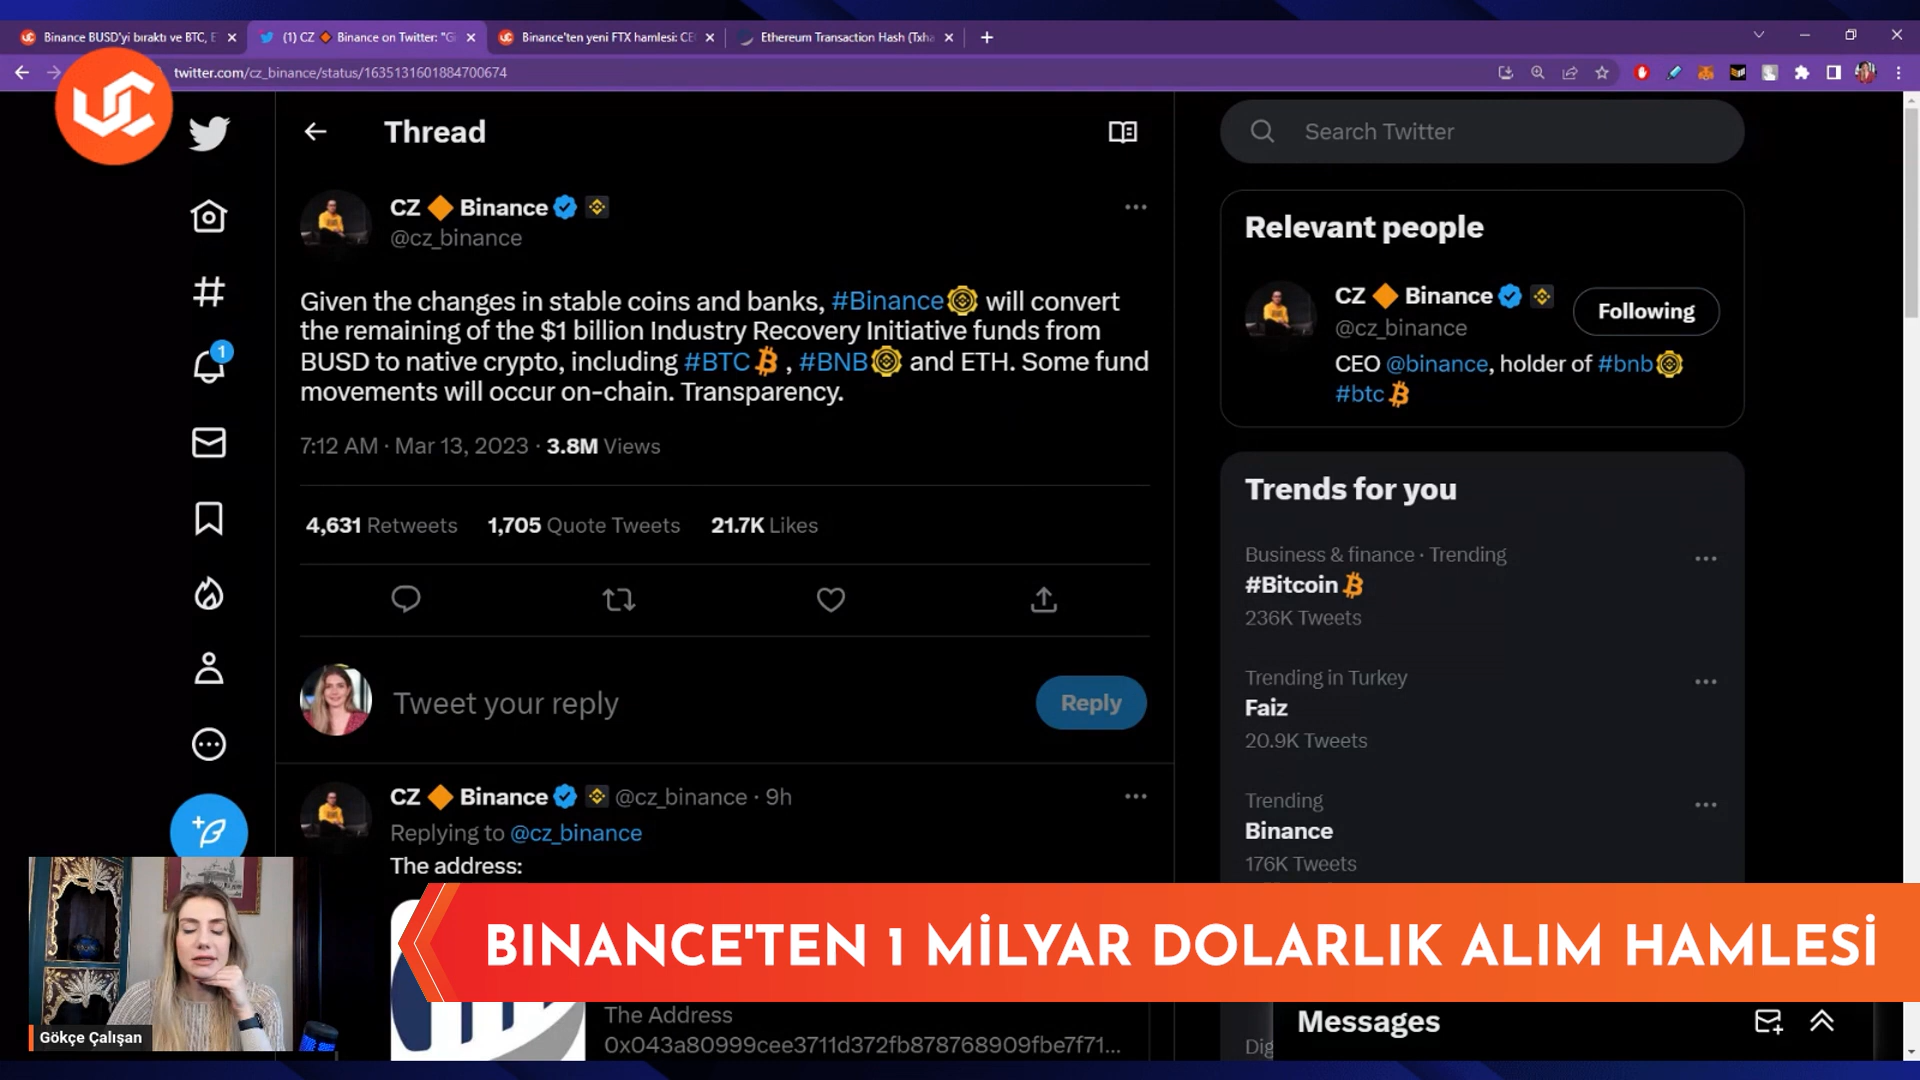 Binance BUSD'yi bıraktı ve BTC, E
(1) CZ 🔶 Binance on Twitter: "Gi
Binance'ten yeni FTX hamlesi: CE
Ethereum Transaction Hash (Txha
twitter.com/cz_binance/status/1635131601884700674
Thread
Search Twitter
CZ 🔶 Binance
@cz_binance
Given the changes in stable coins and banks, #Binance will convert
the remaining of the $1 billion Industry Recovery Initiative funds from
BUSD to native crypto, including #BTC , #BNB and ETH. Some fund
movements will occur on-chain. Transparency.
7:12 AM · Mar 13, 2023 · 3.8M Views
4,631 Retweets 1,705 Quote Tweets 21.7K Likes
Tweet your reply
Reply
CZ 🔶 Binance @cz_binance · 9h
Replying to @cz_binance
The address:
The Address
0x043a80999cee3711d372fb878768909fbe7f71...
Relevant people
CZ 🔶 Binance
@cz_binance
Following
CEO @binance, holder of #bnb
#btc
Trends for you
Business & finance · Trending
#Bitcoin
236K Tweets
Trending in Turkey
Faiz
20.9K Tweets
Trending
Binance
176K Tweets
Dig
Messages
1
BINANCE'TEN 1 MİLYAR DOLARLIK ALIM HAMLESİ
Gökçe Çalışan